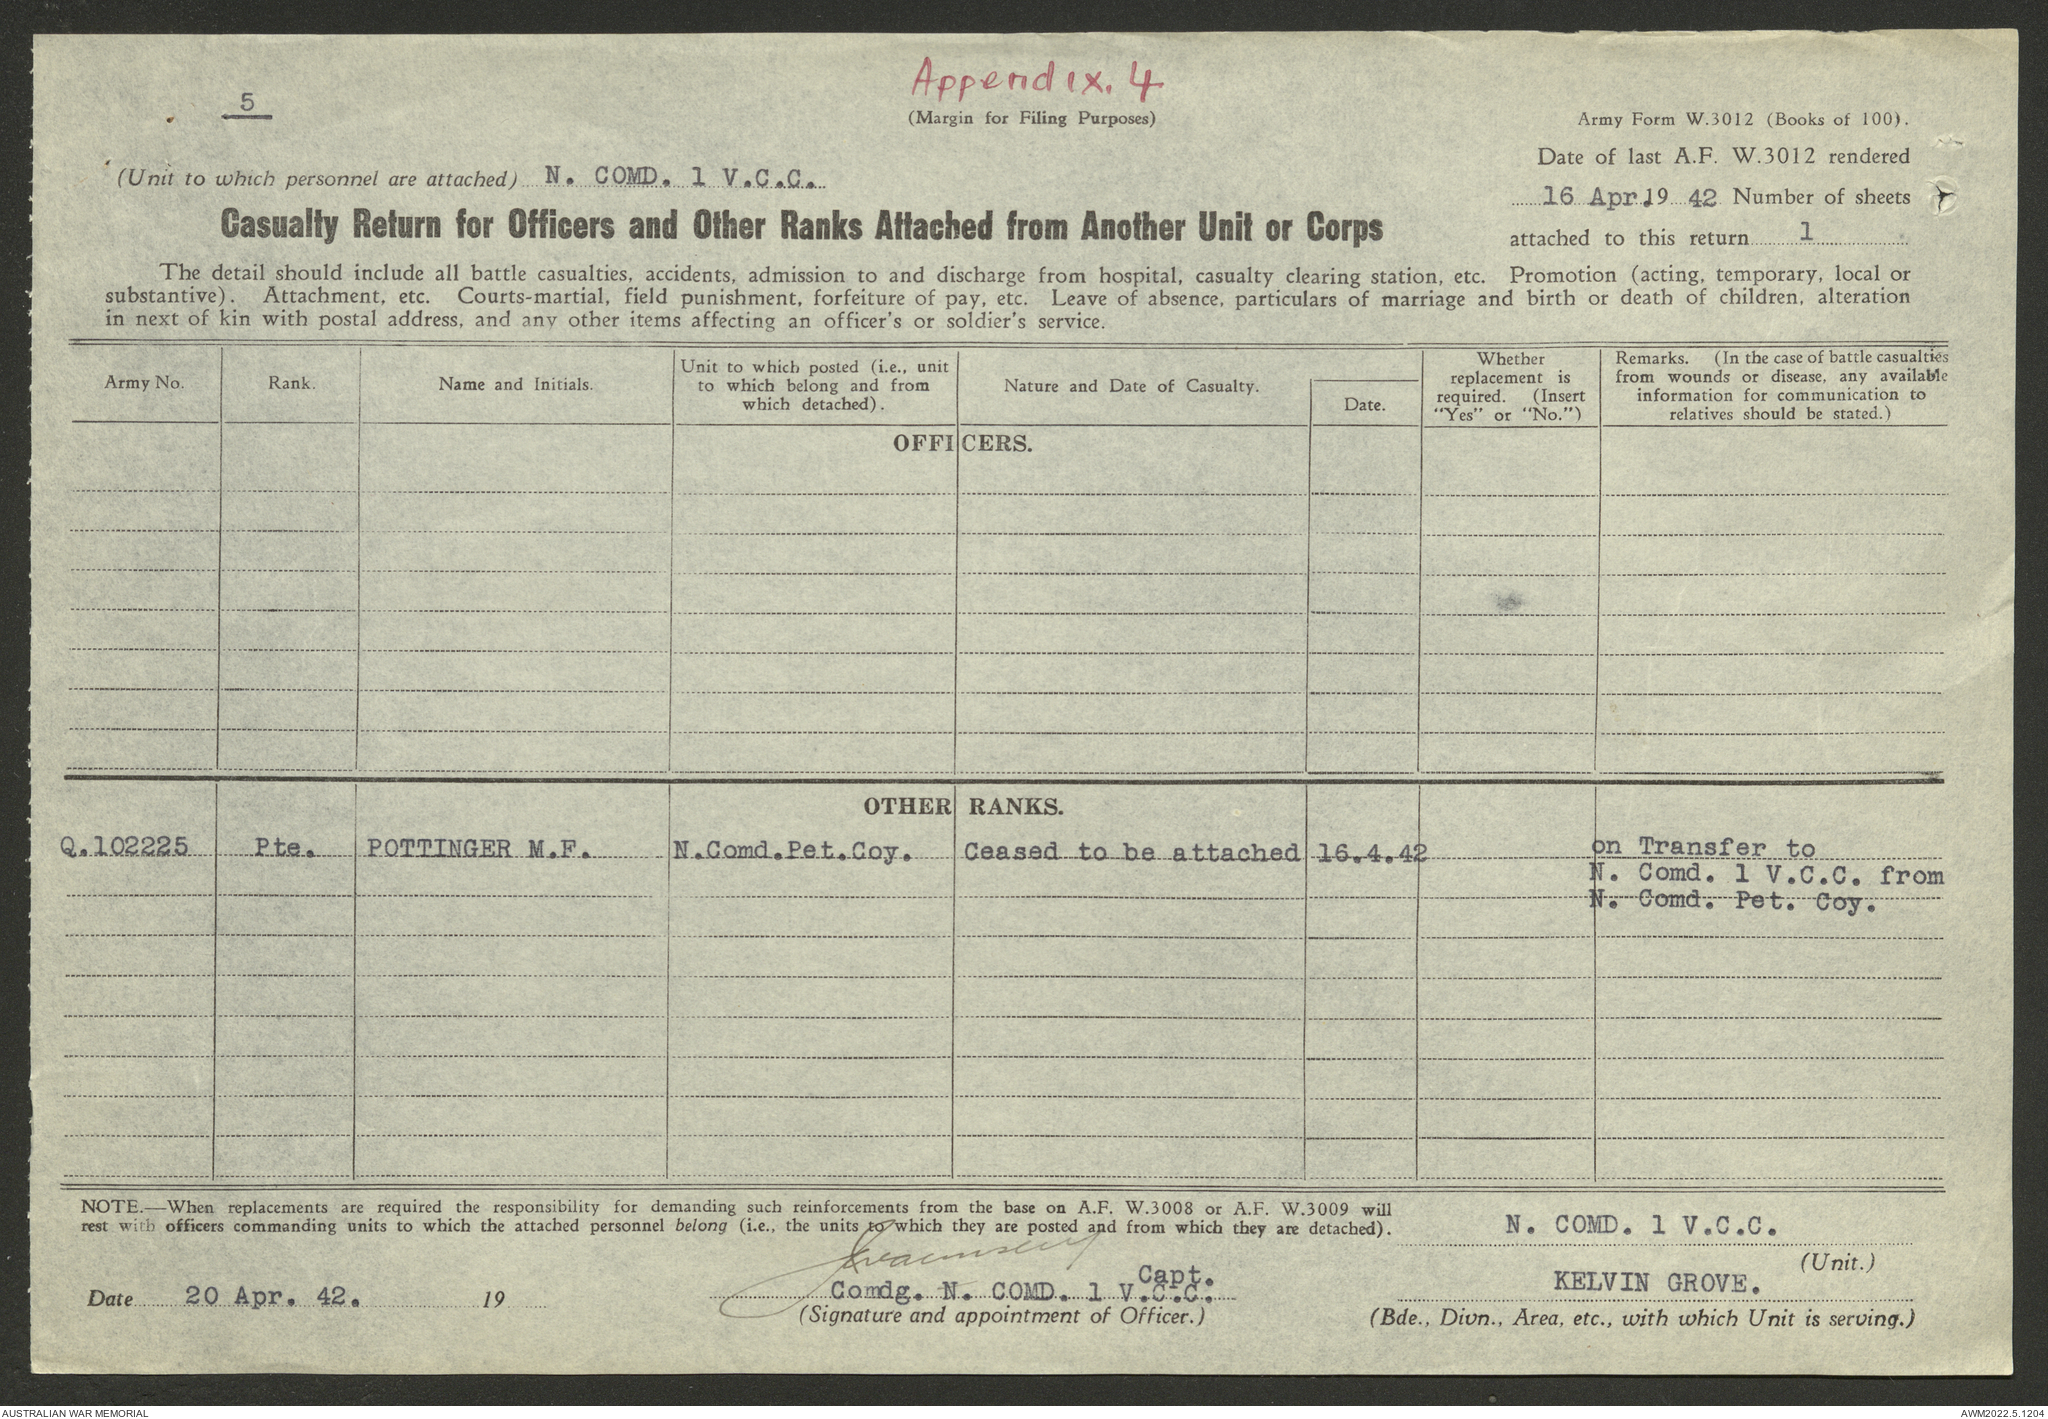 Appendix. 4
5
(Margin for Filing Purposes)
Army Form W.3012 (Books of 100).
Date of last A.F. W.3012 rendered
(Unit to which personnel are attached) N. COMD. 1 V.C.C.
16 Apr. 19 42 Number of sheets
Casualty Return for Officers and Other Ranks Attached from Another Unit or Corps
attached to this return 1
The detail should include all battle casualties, accidents, admission to and discharge from hospital, casualty clearing station, etc. Promotion (acting, temporary, local or
substantive). Attachment, etc. Courts-martial, field punishment, forfeiture of pay, etc. Leave of absence, particulars of marriage and birth or death of children, alteration
in next of kin with postal address, and any other items affecting an officer's or soldier's service.
Army No.
Rank.
Name and Initials.
Unit to which posted (i.e., unit
to which belong and from
which detached).
Nature and Date of Casualty.
Date.
Whether
replacement is
required. (Insert
"Yes" or "No.")
Remarks. (In the case of battle casualties
from wounds or disease, any available
information for communication to
relatives should be stated.)
OFFICERS.
OTHER RANKS.
Q.102225 Pte. POTTINGER M.F. N.Comd.Pet.Coy. Ceased to be attached 16.4.42 on Transfer to
N. Comd. 1 V.C.C. from
N. Comd. Pet. Coy.
NOTE.—When replacements are required the responsibility for demanding such reinforcements from the base on A.F. W.3008 or A.F. W.3009 will
rest with officers commanding units to which the attached personnel belong (i.e., the units to which they are posted and from which they are detached).
N. COMD. 1 V.C.C.
(Unit.)
Capt.
Date 20 Apr. 42. 19
Comdg. N. COMD. 1 V.C.C.
KELVIN GROVE.
(Signature and appointment of Officer.)
(Bde., Divn., Area, etc., with which Unit is serving.)
AUSTRALIAN WAR MEMORIAL
AWM2022.5.1204